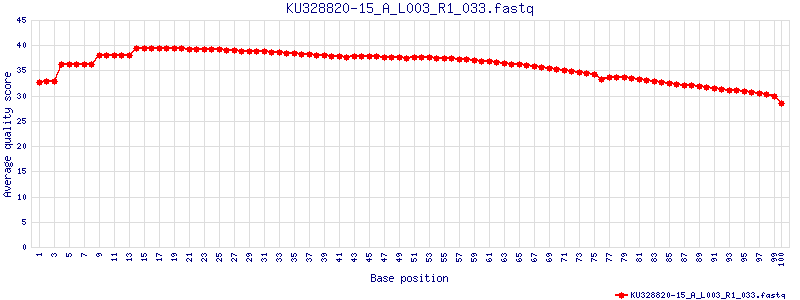 KU328820-15_A_L003_R1_033.fastq
45
40
35
30
25
20
15
10
5
0
Average quality score
1 3 5 7 9 11 13 15 17 19 21 23 25 27 29 31 33 35 37 39 41 43 45 47 49 51 53 55 57 59 61 63 65 67 69 71 73 75 77 79 81 83 85 87 89 91 93 95 97 99 100
Base position
KU328820-15_A_L003_R1_033.fastq